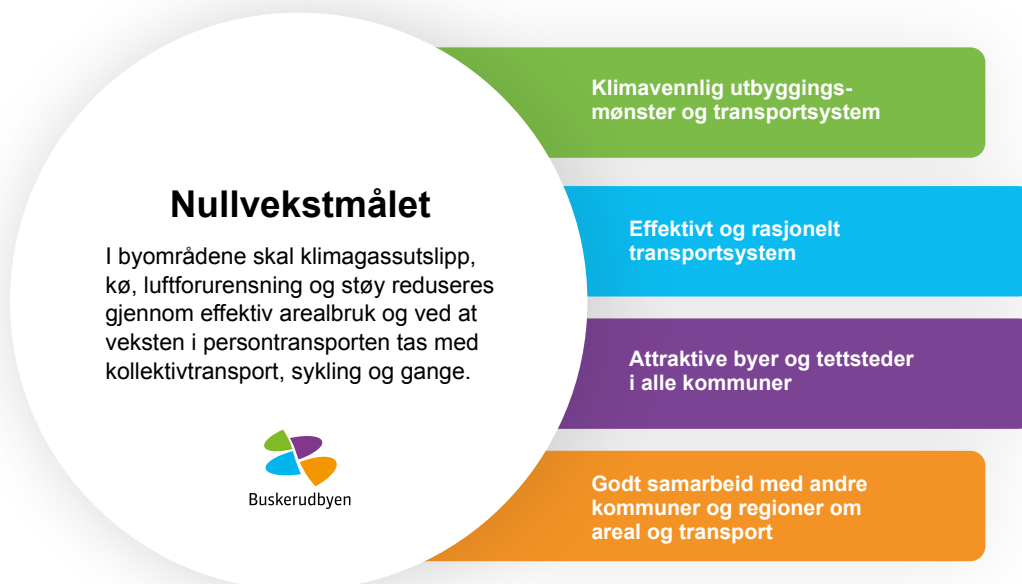 Nullvekstmålet
I byområdene skal klimagassutslipp,
kø, luftforurensning og støy reduseres
gjennom effektiv arealbruk og ved at
veksten i persontransporten tas med
kollektivtransport, sykling og gange.
Buskerudbyen
Klimavennlig utbyggings-
mønster og transportsystem
Effektivt og rasjonelt
transportsystem
Attraktive byer og tettsteder
i alle kommuner
Godt samarbeid med andre
kommuner og regioner om
areal og transport